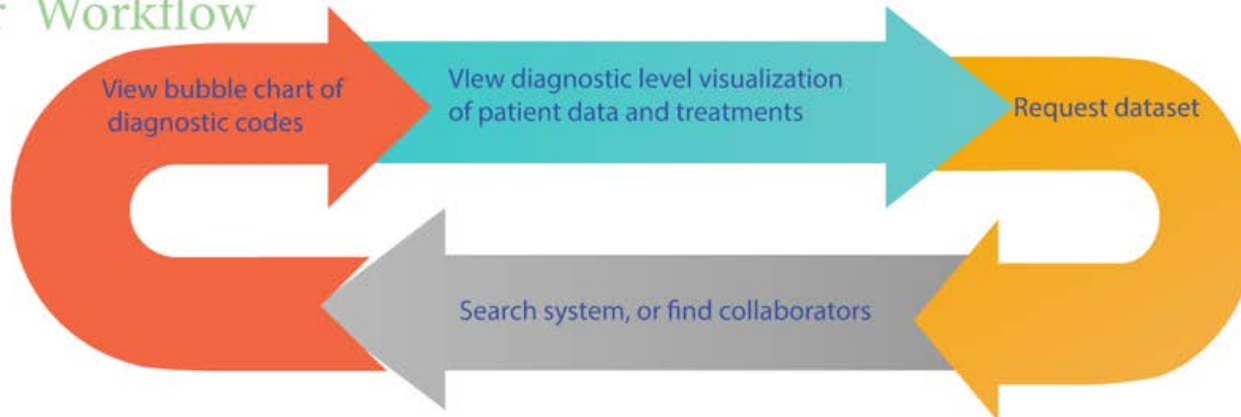 Workflow
View bubble chart of
diagnostic codes
VIew diagnostic level visualization
of patient data and treatments
Request dataset
Search system, or find collaborators